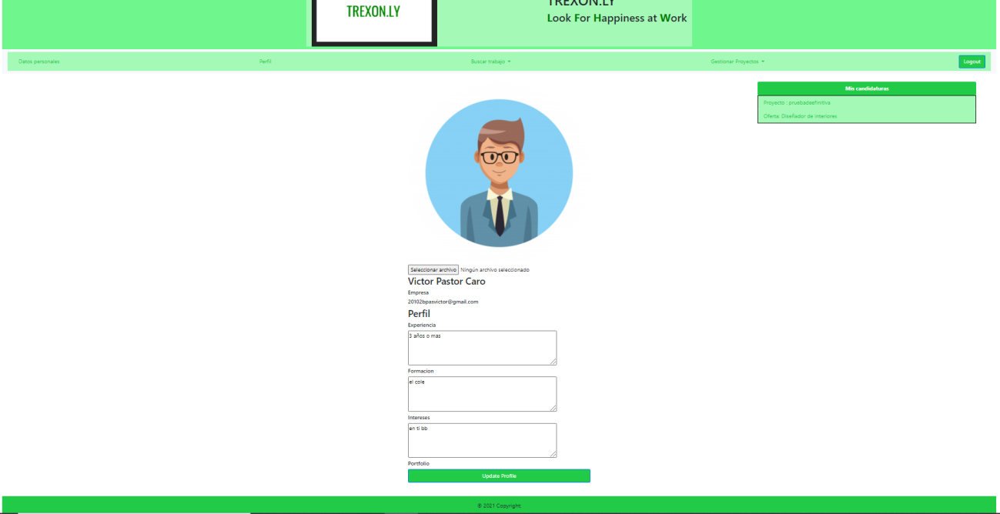 TREXON.LY
TREXON.LY
Look For Happiness at Work
Datos personales
Perfil
Buscar trabajo
Gestionar Proyectos
Logout
Mis candidaturas
Proyecto : pruebadeefinitiva
Oferta: Diseñador de interiores
Seleccionar archivo Ningún archivo seleccionado
Victor Pastor Caro
Empresa
20102bpasvictor@gmail.com
Perfil
Experiencia
3 años o mas
Formacion
el cole
Intereses
en ti bb
Portfolio
Update Profile
© 2021 Copyright: